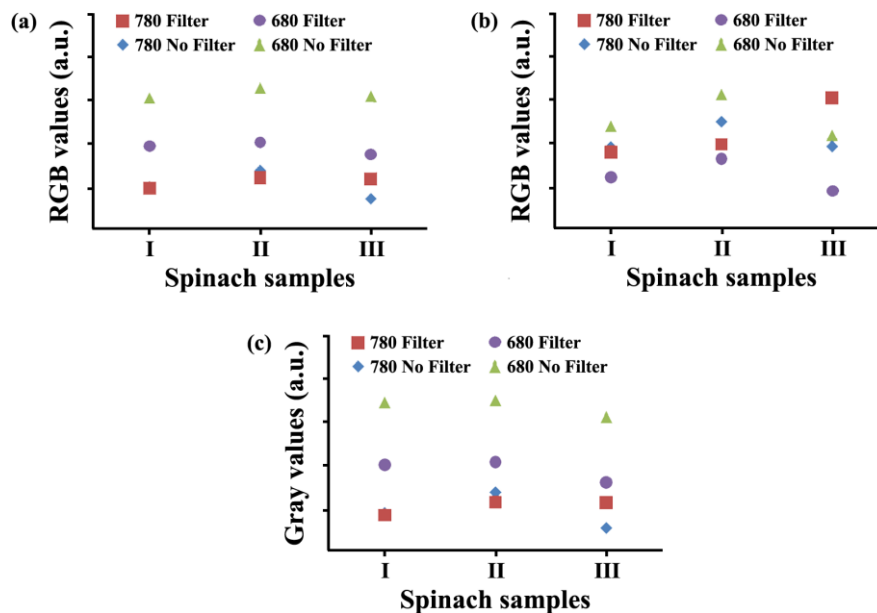 (a)
780 Filter 680 Filter
780 No Filter 680 No Filter
RGB values (a.u.)
I II III
Spinach samples
(b)
780 Filter 680 Filter
780 No Filter 680 No Filter
RGB values (a.u.)
I II III
Spinach samples
(c)
780 Filter 680 Filter
780 No Filter 680 No Filter
Gray values (a.u.)
I II III
Spinach samples